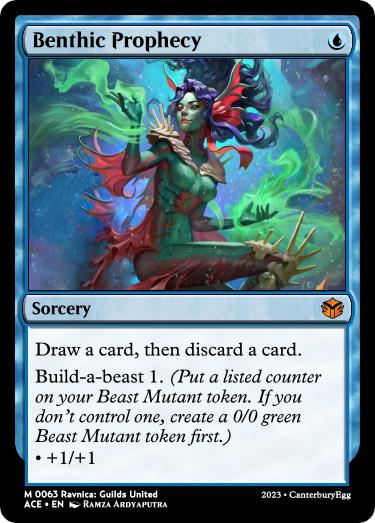 Benthic Prophecy
Sorcery
Draw a card, then discard a card.
Build-a-beast 1. (Put a listed counter
on your Beast Mutant token. If you
don't control one, create a 0/0 green
Beast Mutant token first.)
• +1/+1
M 0063 Ravnica: Guilds United
ACE • EN Ramza Ardyaputra
2023 • CanterburyEgg